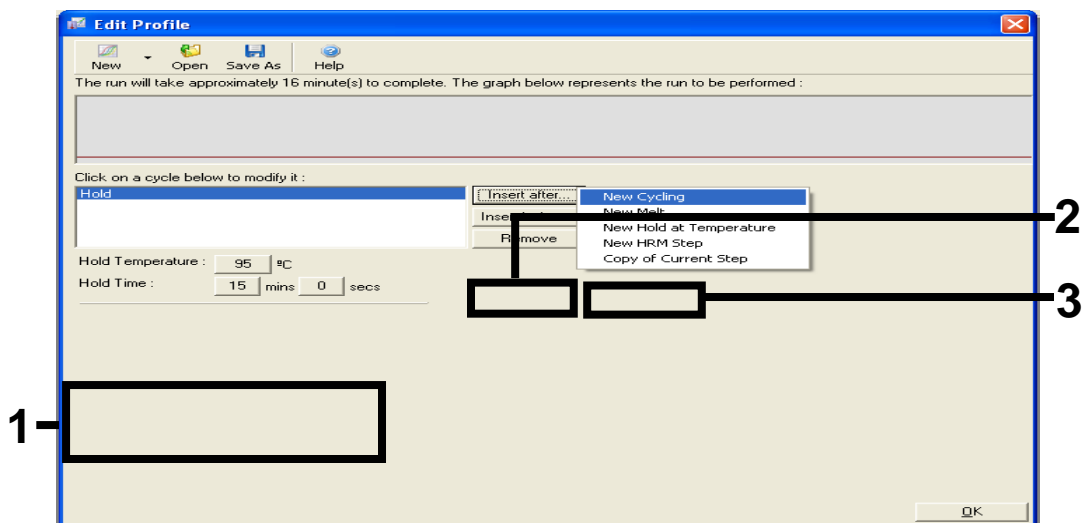 Edit Profile
New Open Save As Help
The run will take approximately 16 minute(s) to complete. The graph below represents the run to be performed :
Click on a cycle below to modify it :
Hold
Insert after...
New Cycling
New Melt
2
New Hold at Temperature
Remove
New HRM Step
Copy of Current Step
Hold Temperature : 95 ºC
Hold Time : 15 mins 0 secs
3
1
OK